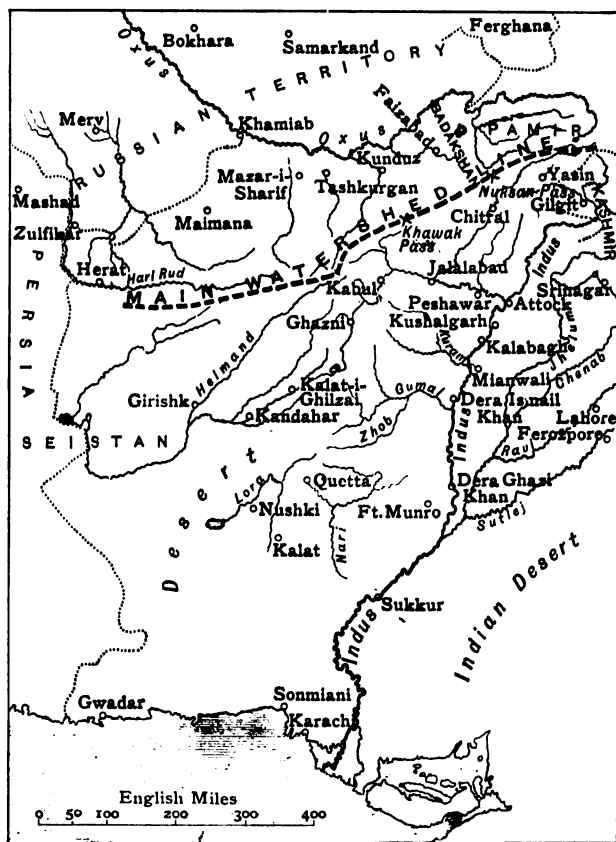 Ferghana
Bokhara
Samarkand
Oxus
RUSSIAN TERRITORY
Merv
Khamiab
Oxus
Faizabad
BADAKSHAN
PAMIR
Kunduz
Mashad
Mazar-i-
Sharif
Tashkurgan
Nuksan Pass
Yasin
Gilgit
KASHMIR
Zulfikar
Maimana
Khawak
Pass
Chitral
Herat
Hari Rud
MAIN WATERSHED LINE
PERSIA
Kabul
Jalalabad
Indus
Srinagar
Peshawar
Attock
Ghazni
Kushalgarh
Kuram
Kalabagh
Jhelum
Chenab
Helmand
Mianwali
Girishk
Kalat-i-
Ghilzai
Gumal
Dera Ismail
Khan
Lahore
Kandahar
Zhob
Indus
Ferozpore
SEISTAN
Ravi
Desert
Lora
Quetta
Dera Ghazi
Khan
Nushki
Ft. Munro
Sutlej
Kalat
Nari
Sukkur
Indus
Indian Desert
Gwadar
Sonmiani
Karachi
English Miles
0 50 100 200 300 400